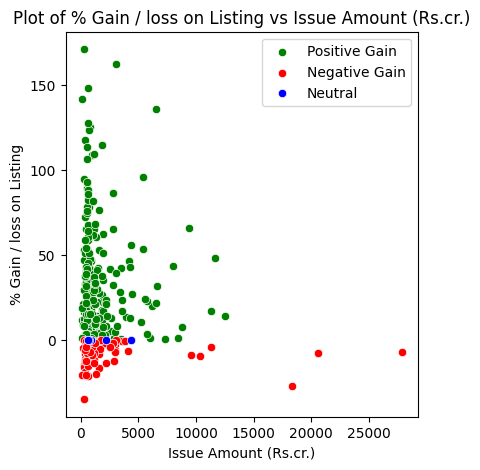 Plot of % Gain / loss on Listing vs Issue Amount (Rs.cr.)
Positive Gain
Negative Gain
Neutral
% Gain / loss on Listing
150
100
50
0
0 5000 10000 15000 20000 25000
Issue Amount (Rs.cr.)